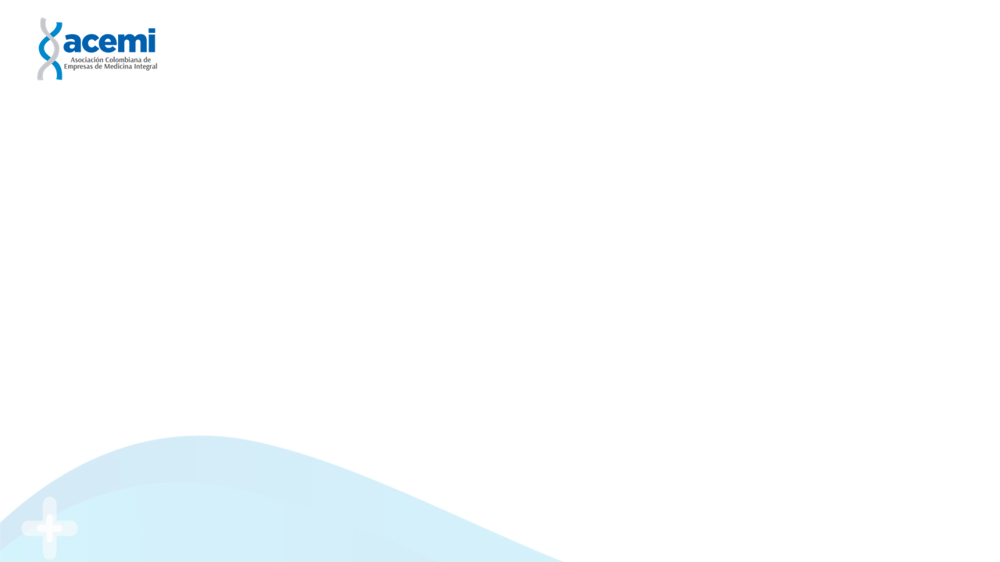 acemi
Asociación Colombiana de
Empresas de Medicina Integral